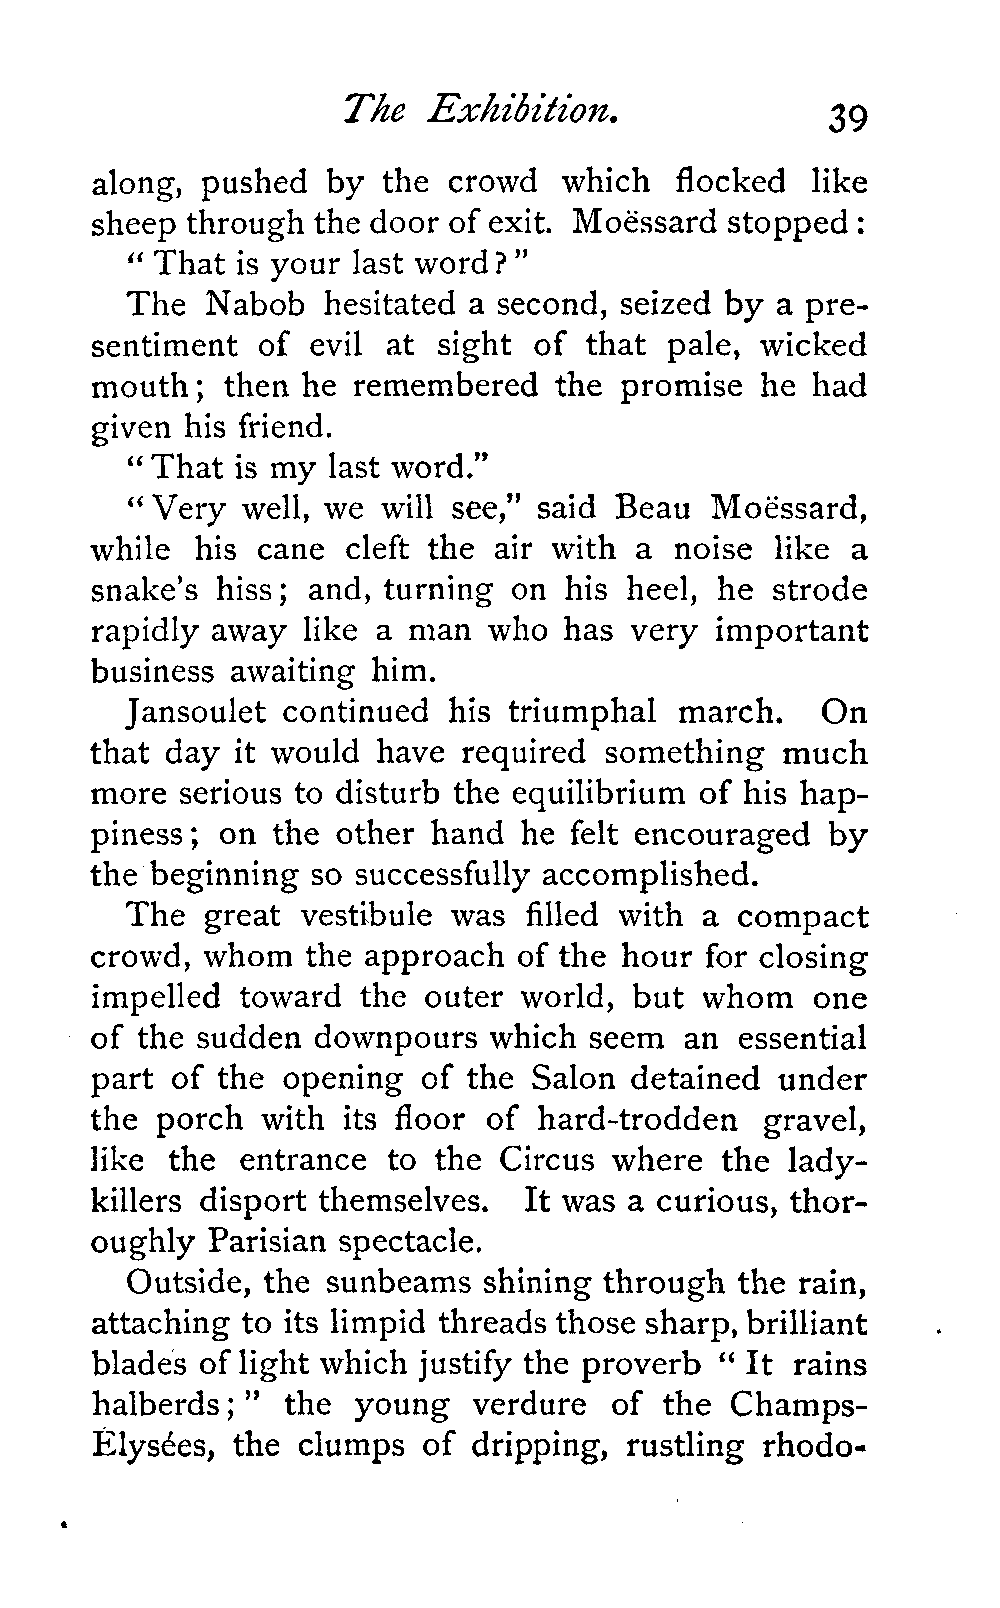 The Exhibition. 39
along, pushed by the crowd which flocked like
sheep through the door of exit. Moëssard stopped:
"That is your last word?"
The Nabob hesitated a second, seized by a pre-
sentiment of evil at sight of that pale, wicked
mouth; then he remembered the promise he had
given his friend.
"That is my last word."
"Very well, we will see," said Beau Moëssard,
while his cane cleft the air with a noise like a
snake's hiss; and, turning on his heel, he strode
rapidly away like a man who has very important
business awaiting him.
Jansoulet continued his triumphal march. On
that day it would have required something much
more serious to disturb the equilibrium of his hap-
piness; on the other hand he felt encouraged by
the beginning so successfully accomplished.
The great vestibule was filled with a compact
crowd, whom the approach of the hour for closing
impelled toward the outer world, but whom one
of the sudden downpours which seem an essential
part of the opening of the Salon detained under
the porch with its floor of hard-trodden gravel,
like the entrance to the Circus where the lady-
killers disport themselves. It was a curious, thor-
oughly Parisian spectacle.
Outside, the sunbeams shining through the rain,
attaching to its limpid threads those sharp, brilliant
blades of light which justify the proverb "It rains
halberds;" the young verdure of the Champs-
Élysées, the clumps of dripping, rustling rhodo-